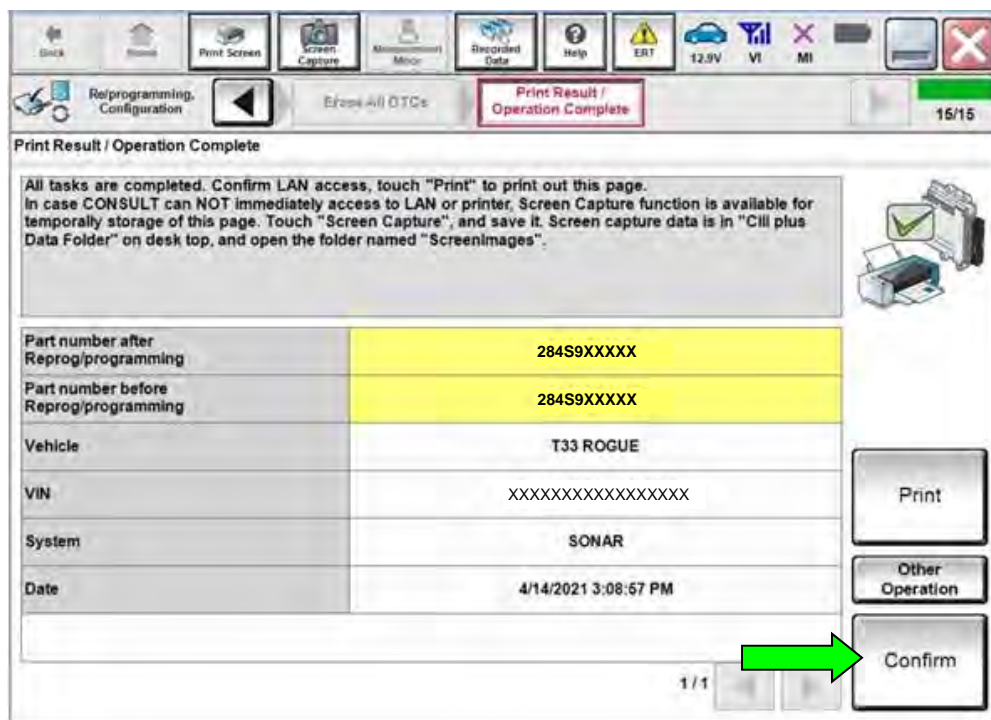 Back
Home
Print Screen
Screen
Capture
Measurement
Mode
Recorded
Data
Help
ERT
12.9V
VI
MI
Re/programming,
Configuration
Erase All DTCs
Print Result /
Operation Complete
15/15
Print Result / Operation Complete
All tasks are completed. Confirm LAN access, touch "Print" to print out this page.
In case CONSULT can NOT immediately access to LAN or printer, Screen Capture function is available for
temporally storage of this page. Touch "Screen Capture", and save it. Screen capture data is in "CIII plus
Data Folder" on desk top, and open the folder named "ScreenImages".
Part number after
Reprog/programming
284S9XXXXX
Part number before
Reprog/programming
284S9XXXXX
Vehicle
T33 ROGUE
VIN
XXXXXXXXXXXXXXXXX
System
SONAR
Date
4/14/2021 3:08:57 PM
Print
Other
Operation
Confirm
1/1